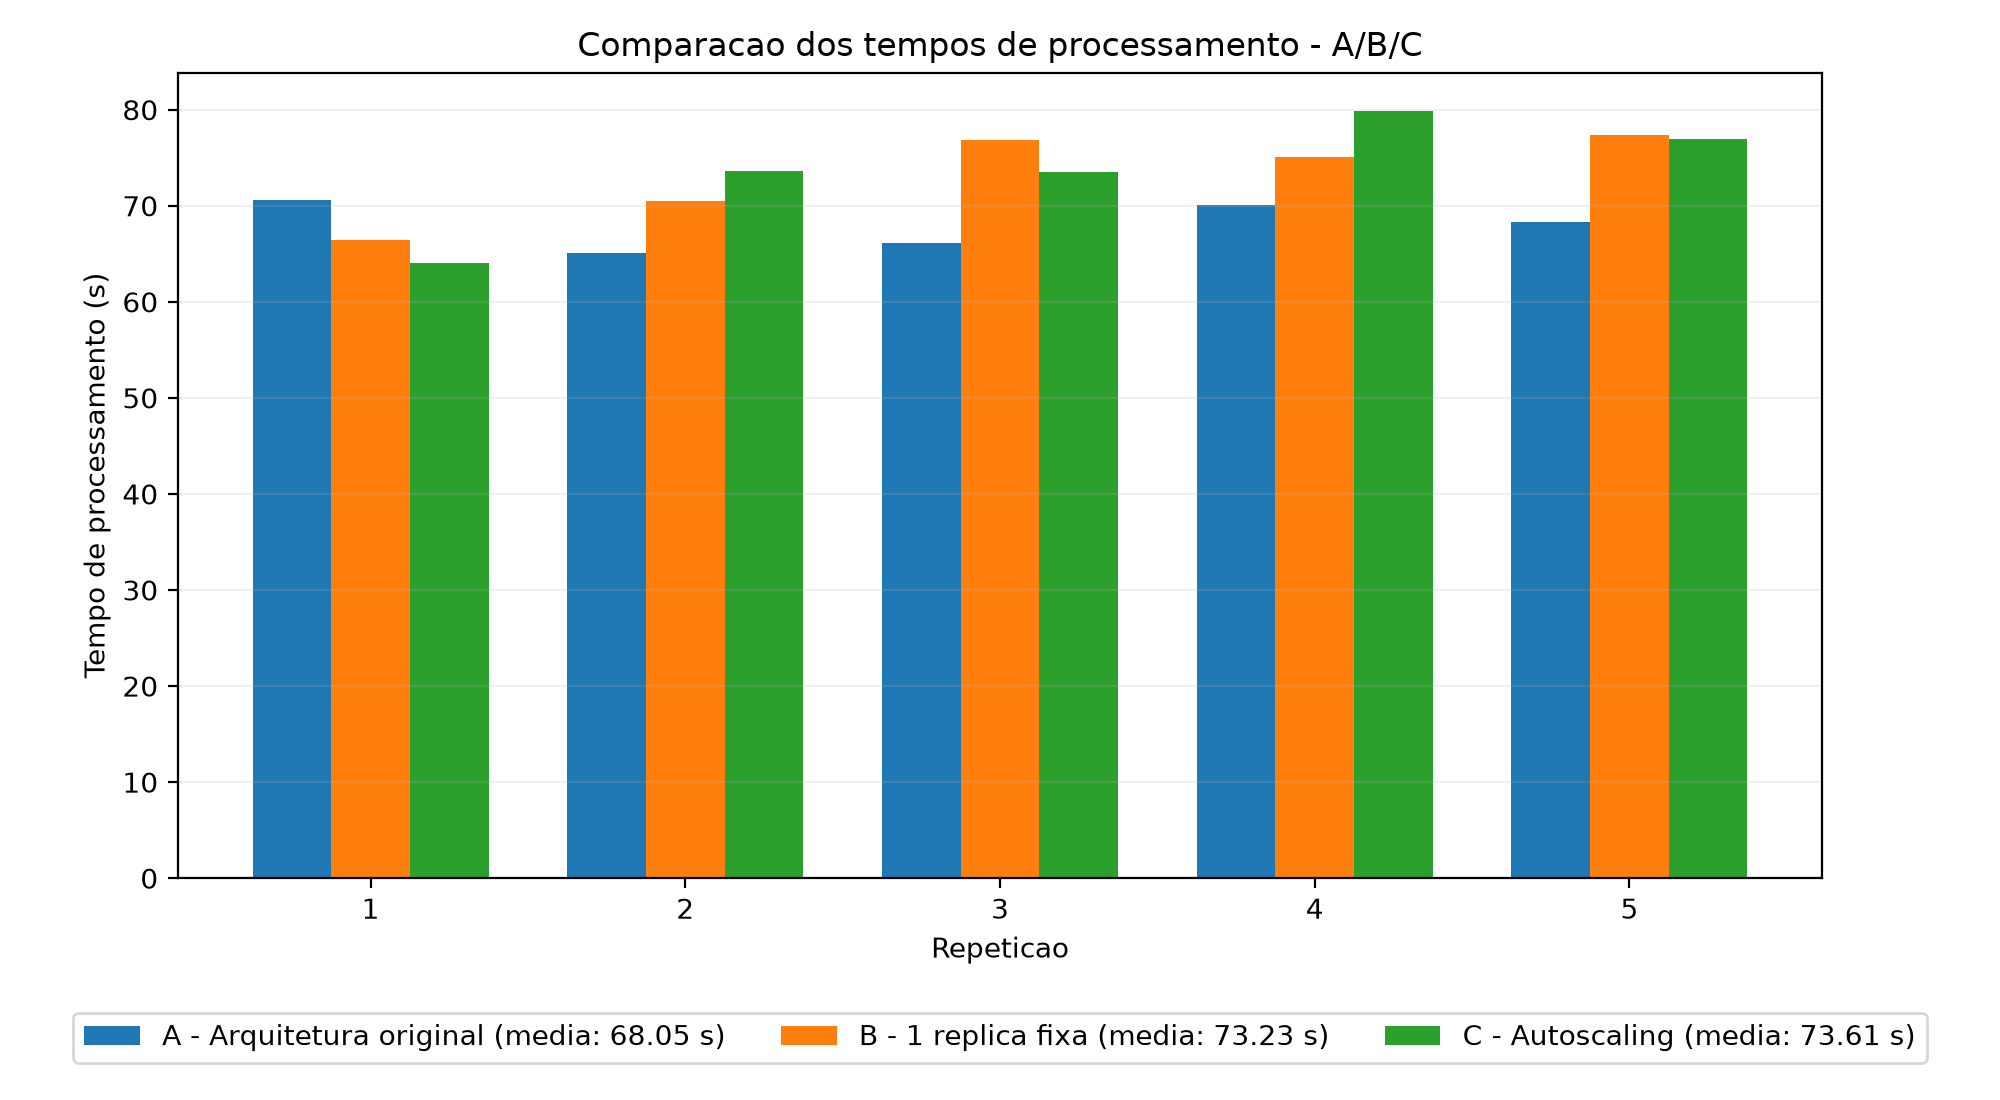 Comparacao dos tempos de processamento - A/B/C
Tempo de processamento (s)
80
70
60
50
40
30
20
10
0
1 2 3 4 5
Repeticao
A - Arquitetura original (media: 68.05 s) B - 1 replica fixa (media: 73.23 s) C - Autoscaling (media: 73.61 s)